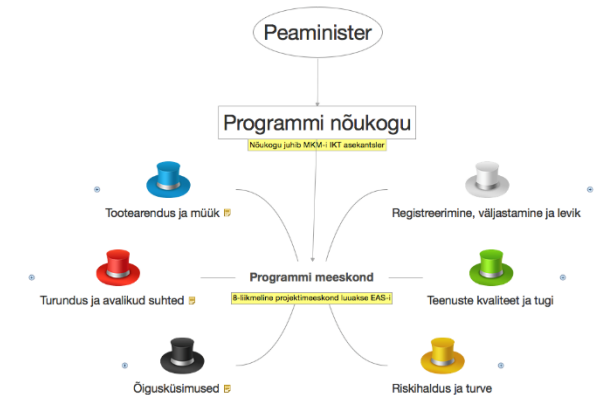 Peaminister
Programmi nõukogu
Nõukogu juhib MKM-i IKT asekantsler
Tootearendus ja müük
Registreerimine, väljastamine ja levik
Programmi meeskond
8-liikmeline projektimeeskond luuakse EAS-i
Turundus ja avalikud suhted
Teenuste kvaliteet ja tugi
Õigusküsimused
Riskihaldus ja turve